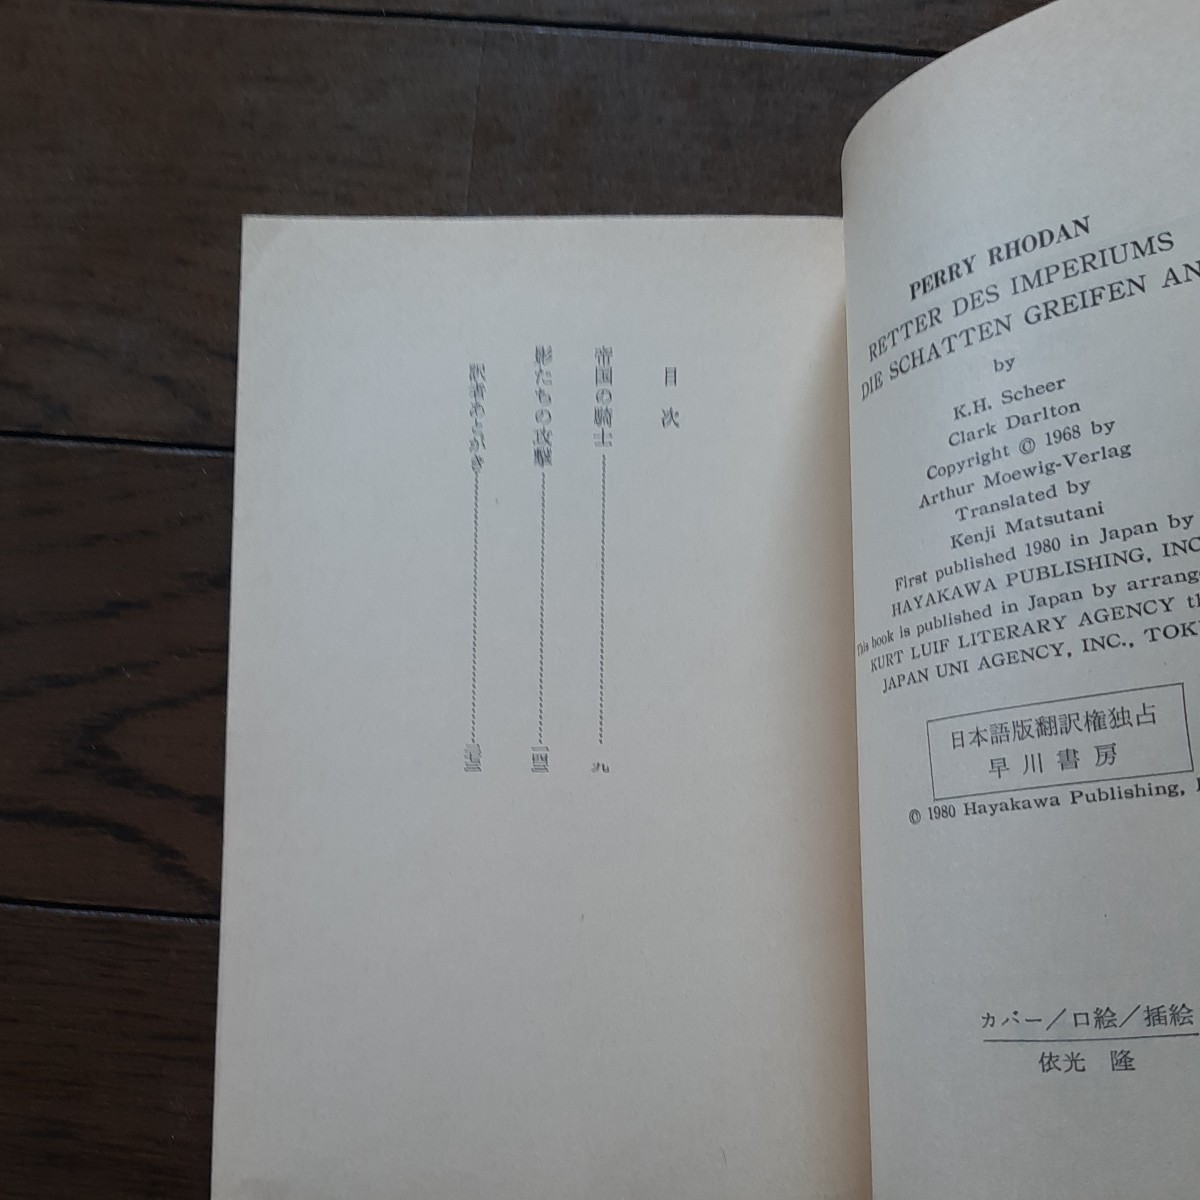 PERRY RHODAN
RETTER DES IMPERIUMS
DIE SCHATTEN GREIFEN AN
by
K.H. Scheer
Clark Darlton
Copyright © 1968 by
Arthur Moewig-Verlag
Translated by
Kenji Matsutani
First published 1980 in Japan by
HAYAKAWA PUBLISHING, INC
This book is published in Japan by arrange
KURT LUIF LITERARY AGENCY th
JAPAN UNI AGENCY, INC., TOK
日本語版翻訳権独占
早川書房
© 1980 Hayakawa Publishing, I
カバー/口絵/插絵
依光 隆
目次
帝国の騎士 九
影たちの攻撃
訳者あとがき